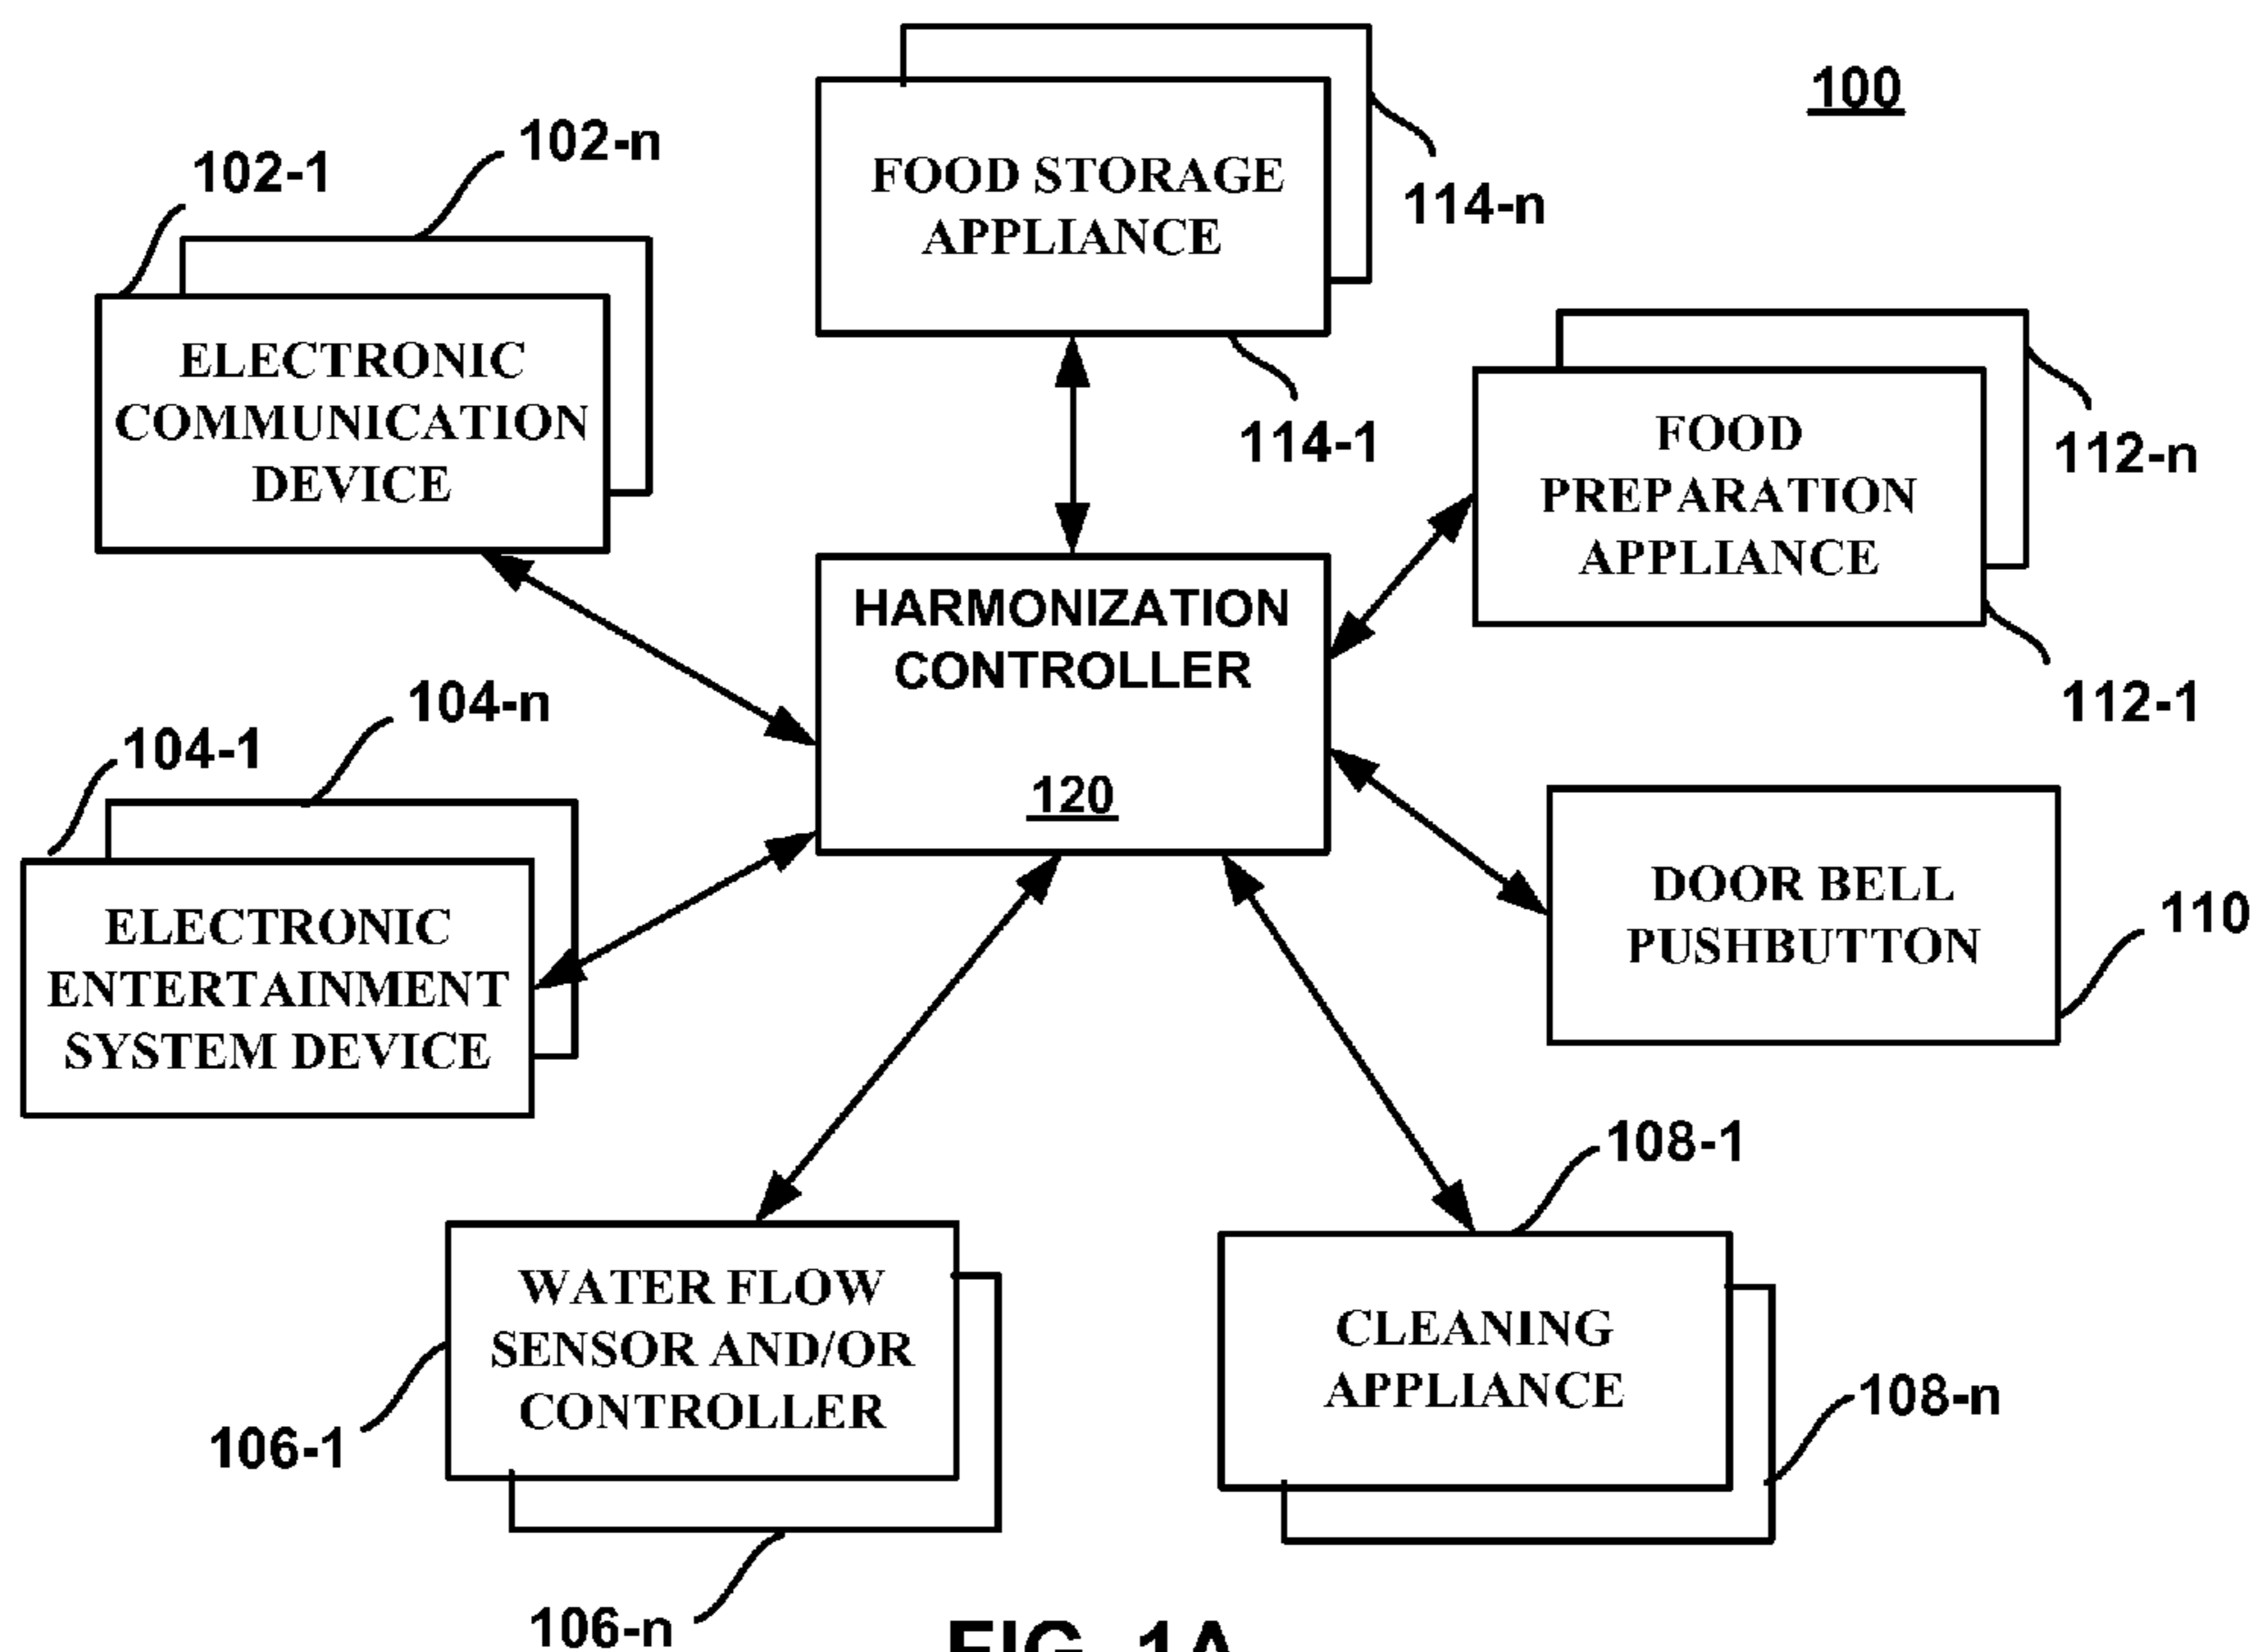 100
102-1
102-n
114-n
FOOD STORAGE
APPLIANCE
114-1
ELECTRONIC
COMMUNICATION
DEVICE
112-n
FOOD
PREPARATION
APPLIANCE
112-1
HARMONIZATION
CONTROLLER
120
104-1
104-n
ELECTRONIC
ENTERTAINMENT
SYSTEM DEVICE
DOOR BELL
PUSHBUTTON
110
108-1
WATER FLOW
SENSOR AND/OR
CONTROLLER
CLEANING
APPLIANCE
108-n
106-1
106-n
FIG. 1A